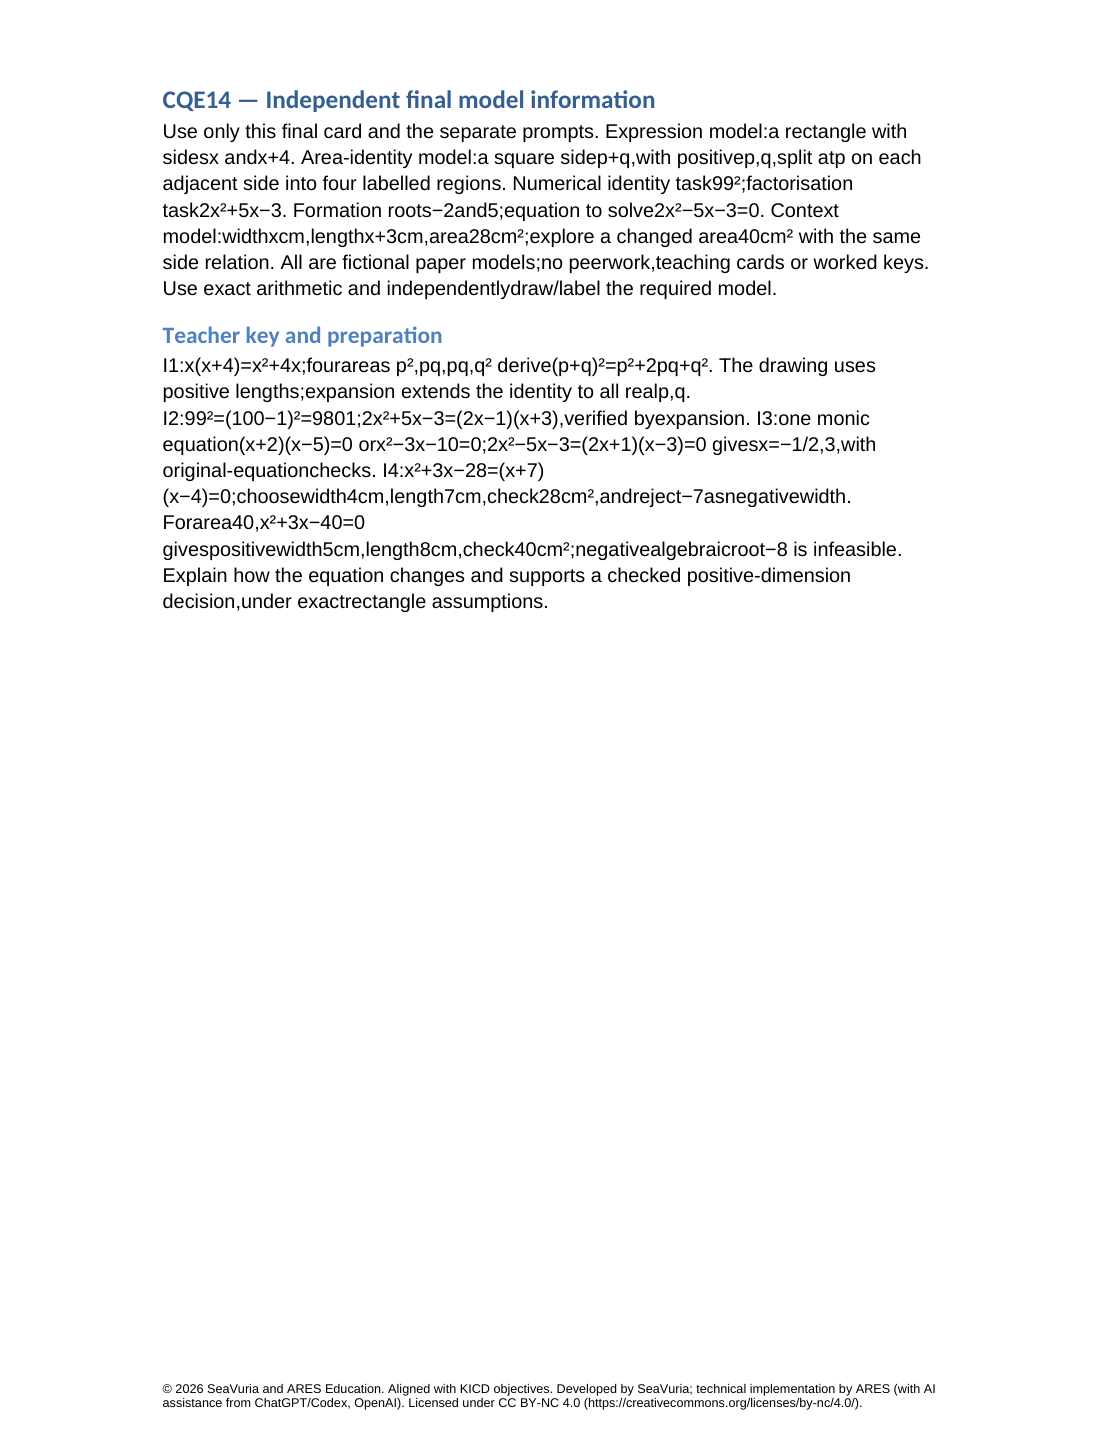 CQE14 — Independent final model information
Use only this final card and the separate prompts. Expression model:a rectangle with
sidesx andx+4. Area-identity model:a square sidep+q,with positivep,q,split atp on each
adjacent side into four labelled regions. Numerical identity task99²;factorisation
task2x²+5x−3. Formation roots−2and5;equation to solve2x²−5x−3=0. Context
model:widthxcm,lengthx+3cm,area28cm²;explore a changed area40cm² with the same
side relation. All are fictional paper models;no peerwork,teaching cards or worked keys.
Use exact arithmetic and independentlydraw/label the required model.
Teacher key and preparation
I1:x(x+4)=x²+4x;fourareas p²,pq,pq,q² derive(p+q)²=p²+2pq+q². The drawing uses
positive lengths;expansion extends the identity to all realp,q.
I2:99²=(100−1)²=9801;2x²+5x−3=(2x−1)(x+3),verified byexpansion. I3:one monic
equation(x+2)(x−5)=0 orx²−3x−10=0;2x²−5x−3=(2x+1)(x−3)=0 givesx=−1/2,3,with
original-equationchecks. I4:x²+3x−28=(x+7)
(x−4)=0;choosewidth4cm,length7cm,check28cm²,andreject−7asnegativewidth.
Forarea40,x²+3x−40=0
givespositivewidth5cm,length8cm,check40cm²;negativealgebraicroot−8 is infeasible.
Explain how the equation changes and supports a checked positive-dimension
decision,under exactrectangle assumptions.
© 2026 SeaVuria and ARES Education. Aligned with KICD objectives. Developed by SeaVuria; technical implementation by ARES (with AI
assistance from ChatGPT/Codex, OpenAI). Licensed under CC BY-NC 4.0 (https://creativecommons.org/licenses/by-nc/4.0/).